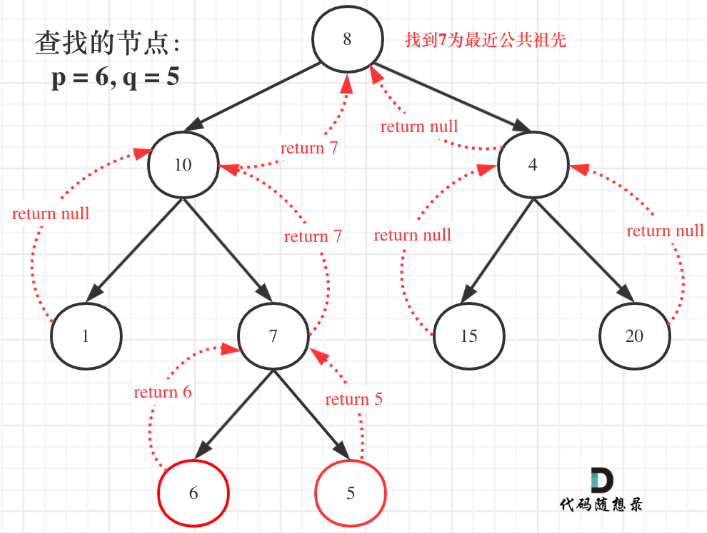 查找的节点:
p = 6, q = 5
8
找到7为最近公共祖先
return null
return 7
10
4
return null
return 7
return null
return null
1
7
15
20
return 6
return 5
6
5
D
代码随想录